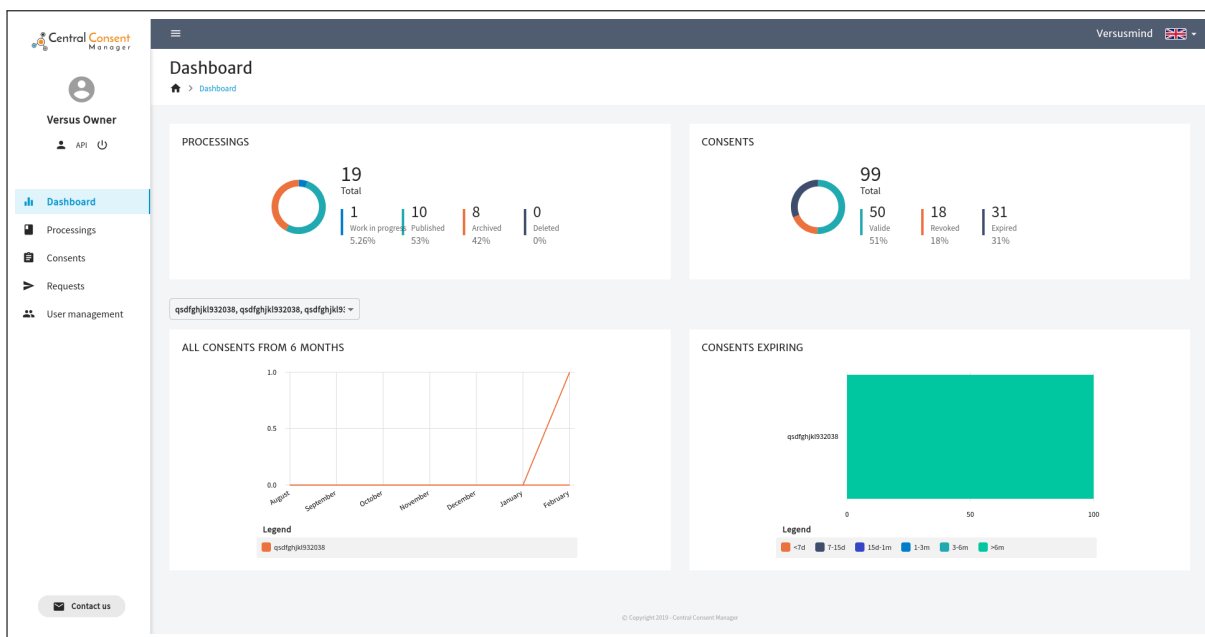 Central Consent
Manager
Versus Owner
API
Dashboard
Processings
Consents
Requests
User management
Contact us
Versusmind
Dashboard
Dashboard
PROCESSINGS
19
Total
1 10 8 0
Work in progress Published Archived Deleted
5.26% 53% 42% 0%
CONSENTS
99
Total
50 18 31
Valide Revoked Expired
51% 18% 31%
qsdfghjkl932038, qsdfghjkl932038, qsdfghjkl93
ALL CONSENTS FROM 6 MONTHS
1.0
0.5
0.0
August September October November December January February
Legend
qsdfghjkl932038
CONSENTS EXPIRING
qsdfghjkl932038
0 50 100
Legend
<7d 7-15d 15d-1m 1-3m 3-6m >6m
© Copyright 2019 - Central Consent Manager